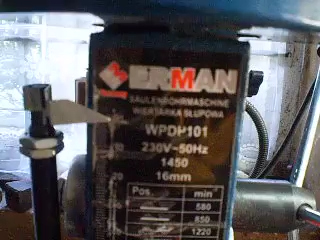 ERMAN
SÄULENBOHRMASCHINE
WIERTARKA SŁUPOWA
WPDP101
230V~50Hz
1450
16mm
Pos. min
580
850
1220